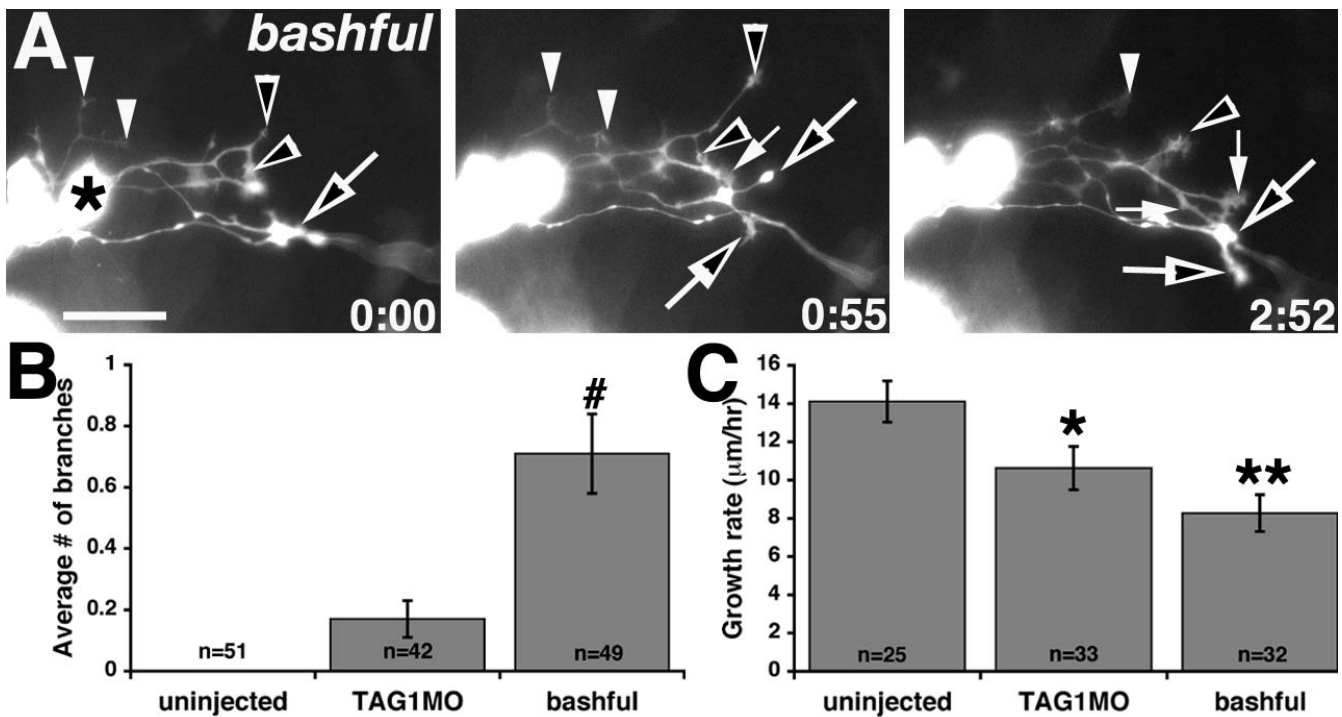 A bashful
*
0:00 0:55 2:52
B
Average # of branches
1
0.8
0.6
0.4
0.2
0
#
n=51 n=42 n=49
uninjected TAG1MO bashful
C
Growth rate (μm/hr)
16
14
12
10
8
6
4
2
0
*
**
n=25 n=33 n=32
uninjected TAG1MO bashful